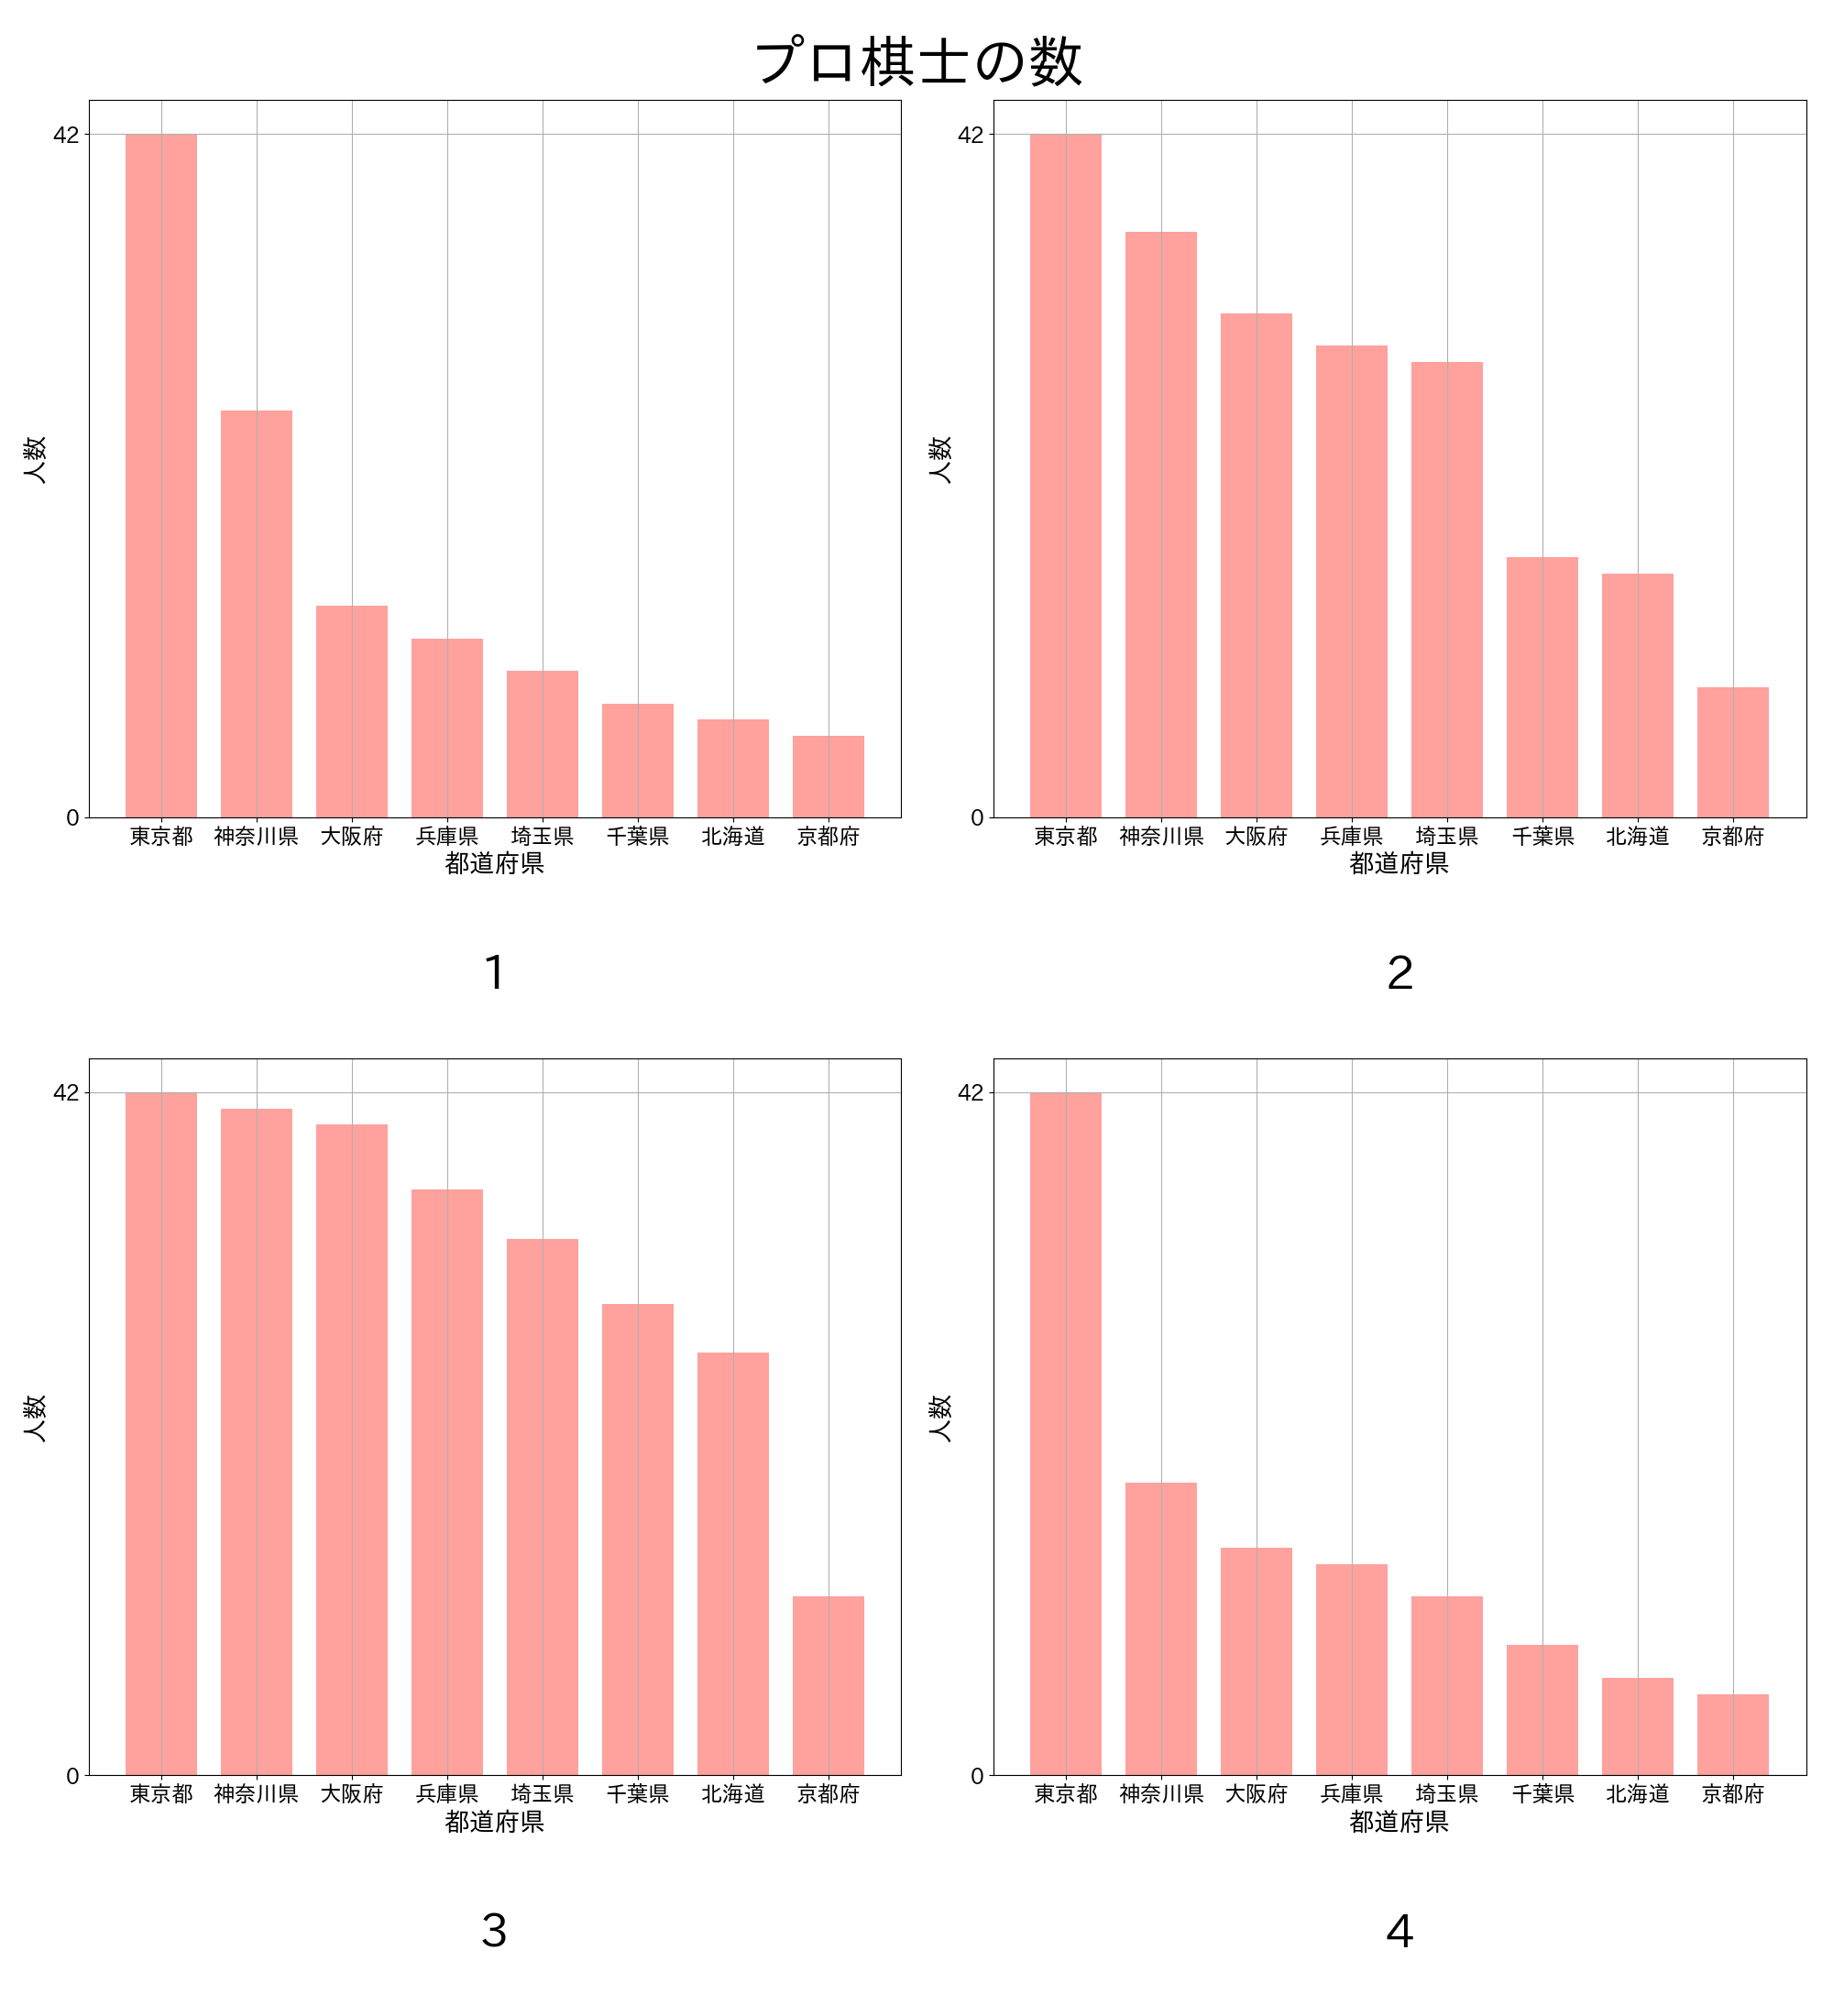 プロ棋士の数
42
0
人数
東京都 神奈川県 大阪府 兵庫県 埼玉県 千葉県 北海道 京都府
都道府県
1
42
0
人数
東京都 神奈川県 大阪府 兵庫県 埼玉県 千葉県 北海道 京都府
都道府県
2
42
0
人数
東京都 神奈川県 大阪府 兵庫県 埼玉県 千葉県 北海道 京都府
都道府県
3
42
0
人数
東京都 神奈川県 大阪府 兵庫県 埼玉県 千葉県 北海道 京都府
都道府県
4